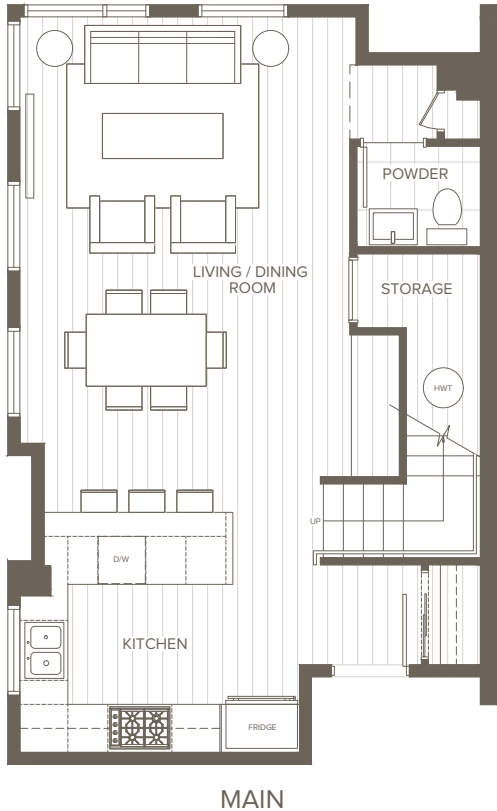 POWDER
LIVING / DINING
ROOM
STORAGE
HWT
UP
D/W
KITCHEN
FRIDGE
MAIN